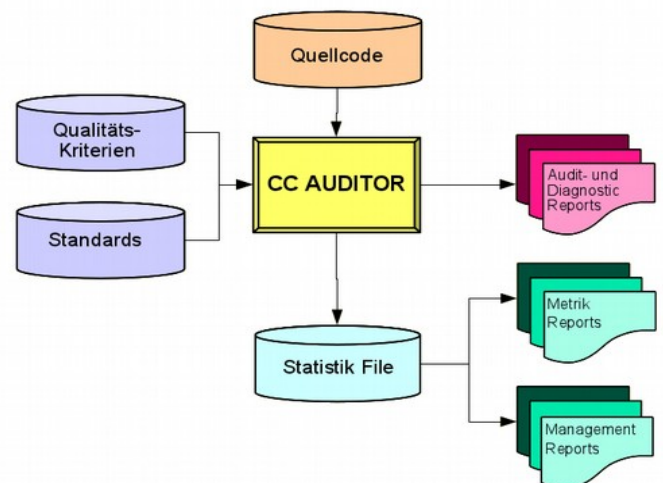 Quellcode
Qualitäts-
Kriterien
Standards
CC AUDITOR
Audit- und
Diagnostic
Reports
Statistik File
Metrik
Reports
Management
Reports